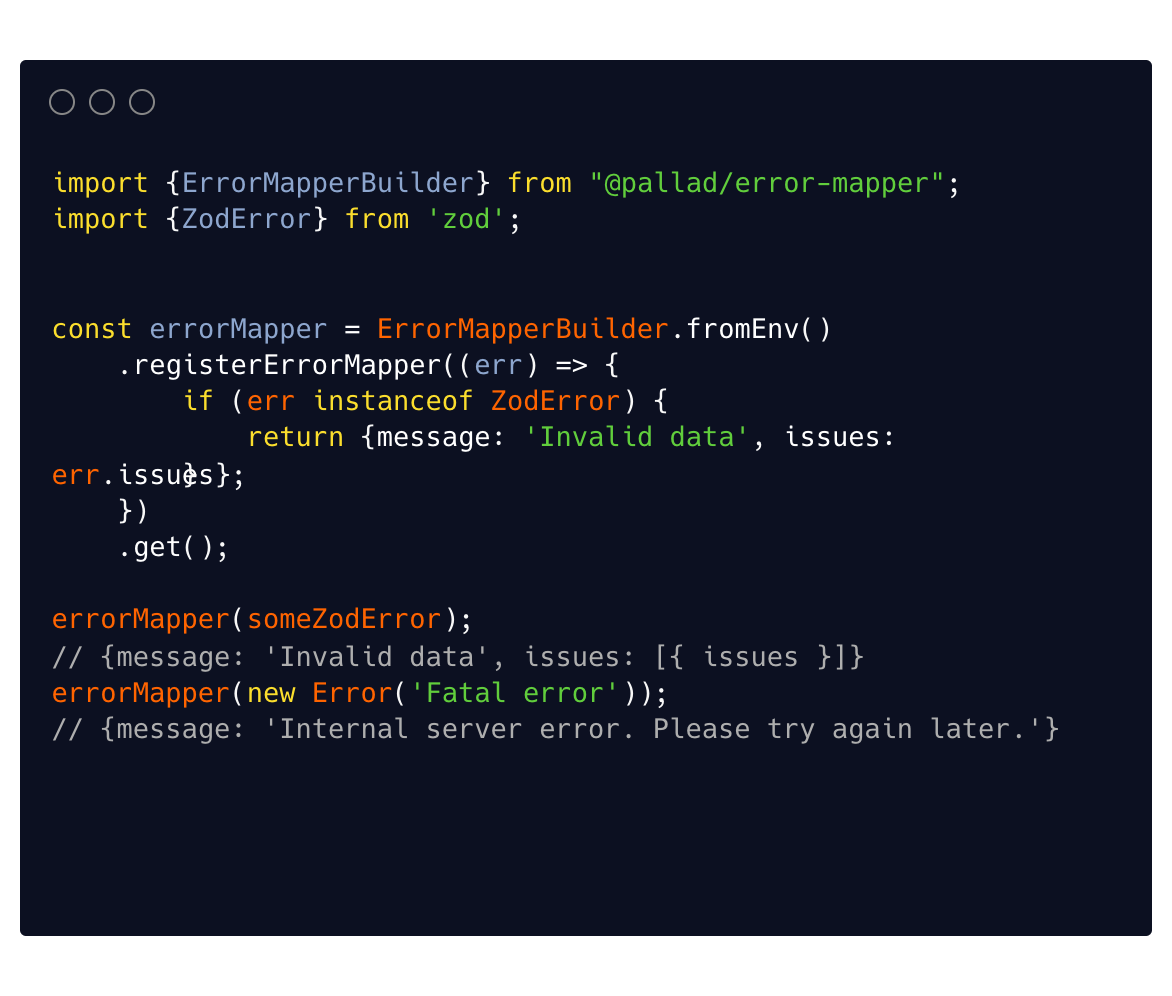 import {ErrorMapperBuilder} from "@pallad/error-mapper";
import {ZodError} from 'zod';
const errorMapper = ErrorMapperBuilder.fromEnv()
    .registerErrorMapper((err) => {
        if (err instanceof ZodError) {
            return {message: 'Invalid data', issues:
err.issues};
        }
    })
    .get();
errorMapper(someZodError);
// {message: 'Invalid data', issues: [{ issues }]}
errorMapper(new Error('Fatal error'));
// {message: 'Internal server error. Please try again later.'}